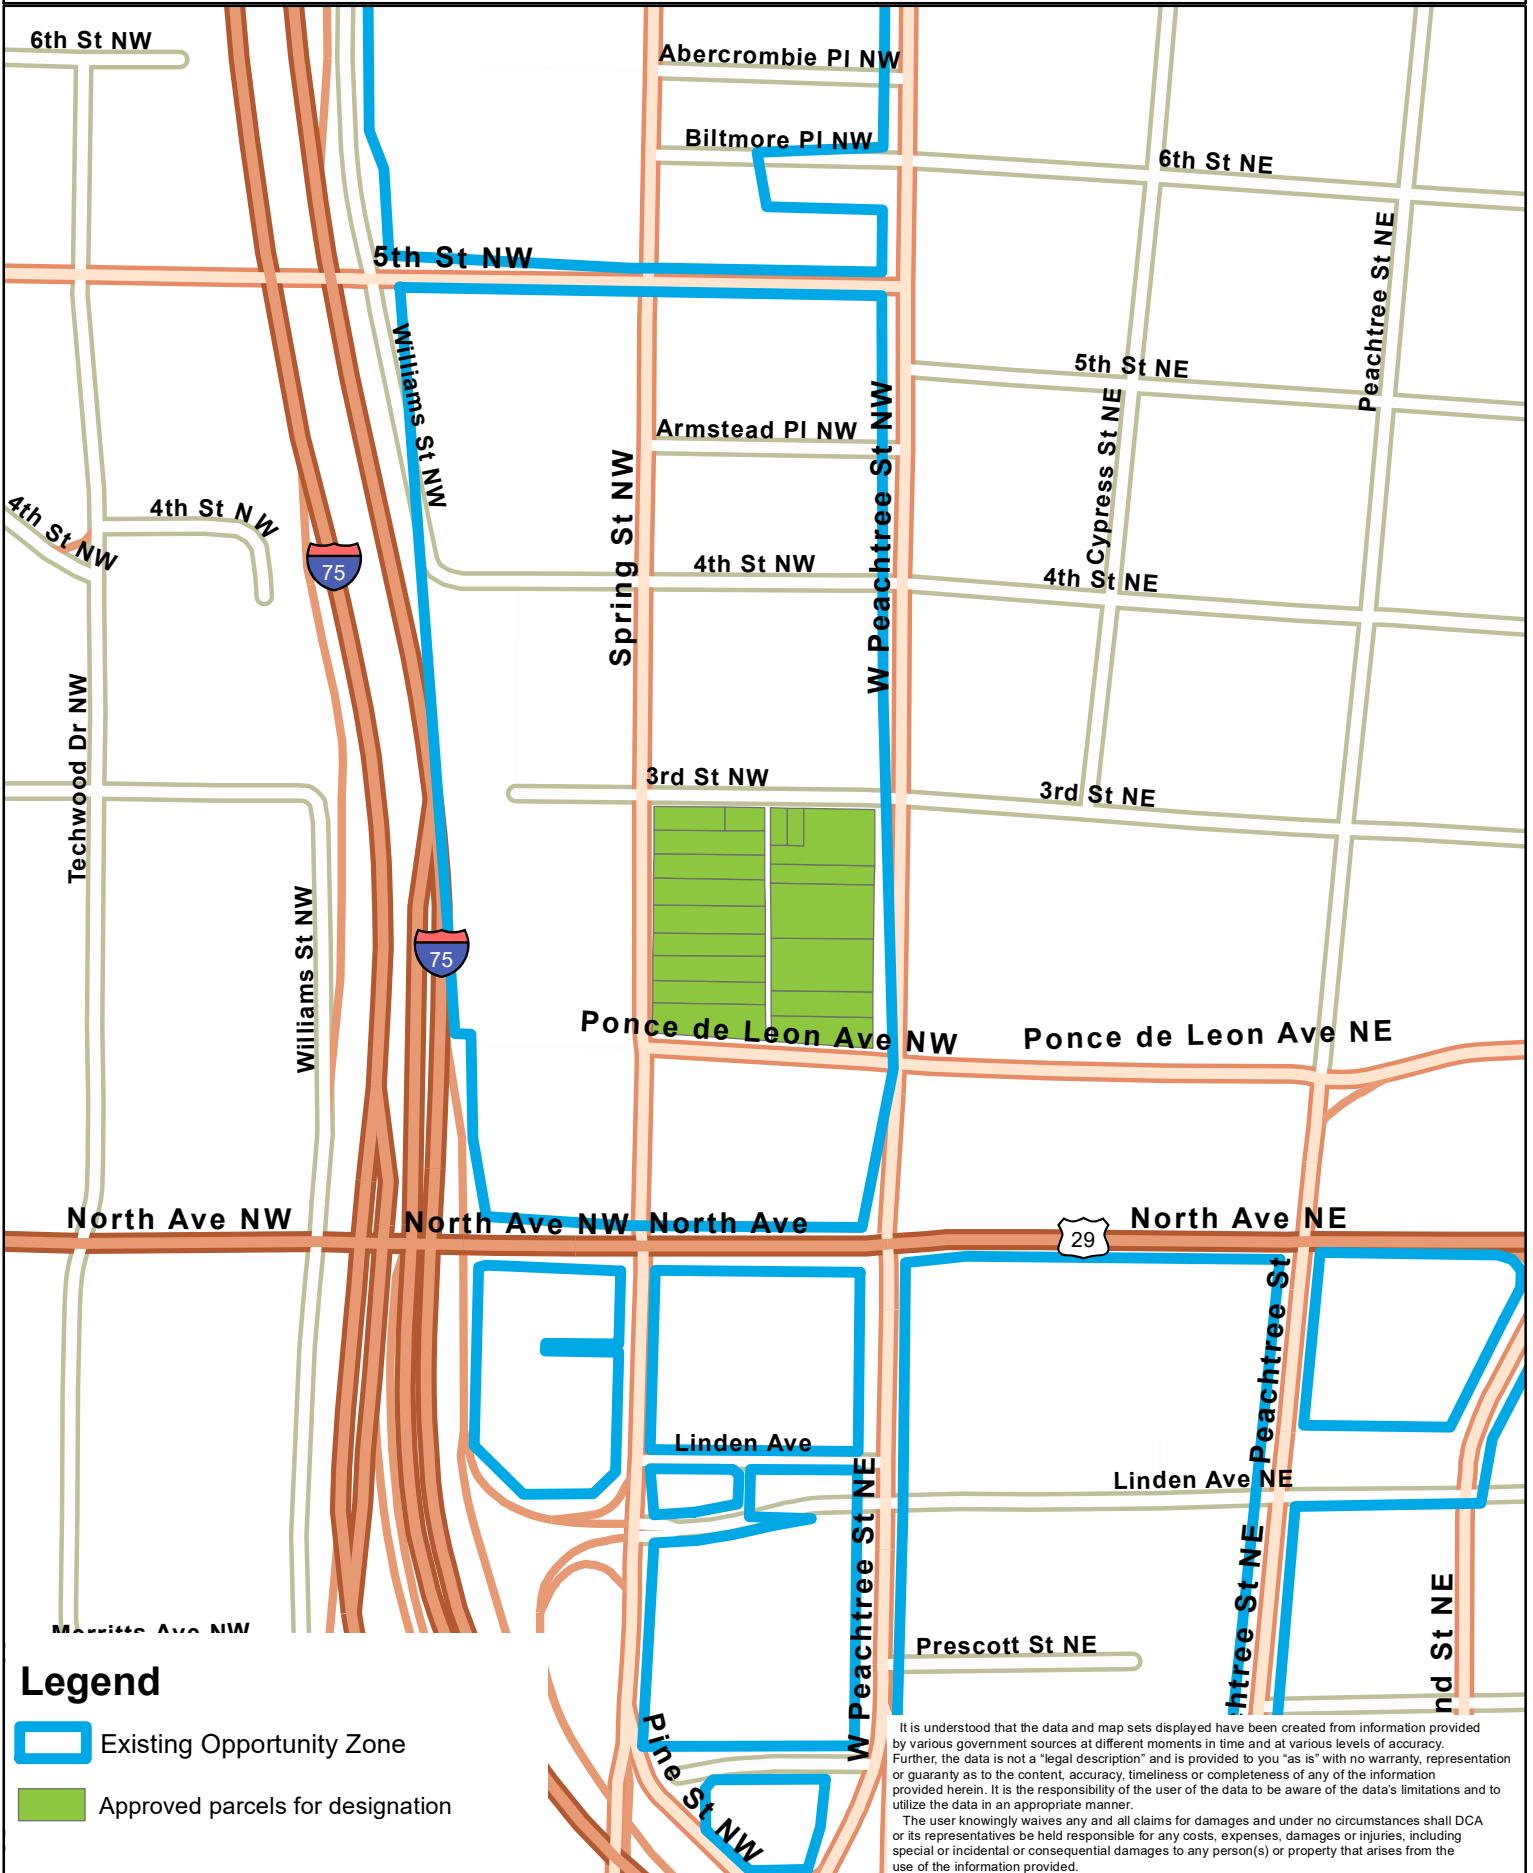 6th St NW
Abercrombie Pl NW
Biltmore Pl NW
6th St NE
Peachtree St NE
5th St NW
Williams St NW
5th St NE
Cypress St NE
W Peachtree St NW
Armstead Pl NW
Spring St NW
4th St NW
4th St NW
75
4th St NW
4th St NE
Techwood Dr NW
3rd St NW
3rd St NE
Williams St NW
75
Ponce de Leon Ave NW
Ponce de Leon Ave NE
North Ave NW
North Ave NW
North Ave
29
North Ave NE
Peachtree St
Linden Ave
Linden Ave NE
W Peachtree St NE
htree St NE
nd St NE
Merritts Ave NW
Prescott St NE
Pine St NW
Legend
Existing Opportunity Zone
Approved parcels for designation
It is understood that the data and map sets displayed have been created from information provided
by various government sources at different moments in time and at various levels of accuracy.
Further, the data is not a “legal description” and is provided to you “as is” with no warranty, representation
or guaranty as to the content, accuracy, timeliness or completeness of any of the information
provided herein. It is the responsibility of the user of the data to be aware of the data’s limitations and to
utilize the data in an appropriate manner.
The user knowingly waives any and all claims for damages and under no circumstances shall DCA
or its representatives be held responsible for any costs, expenses, damages or injuries, including
special or incidental or consequential damages to any person(s) or property that arises from the
use of the information provided.